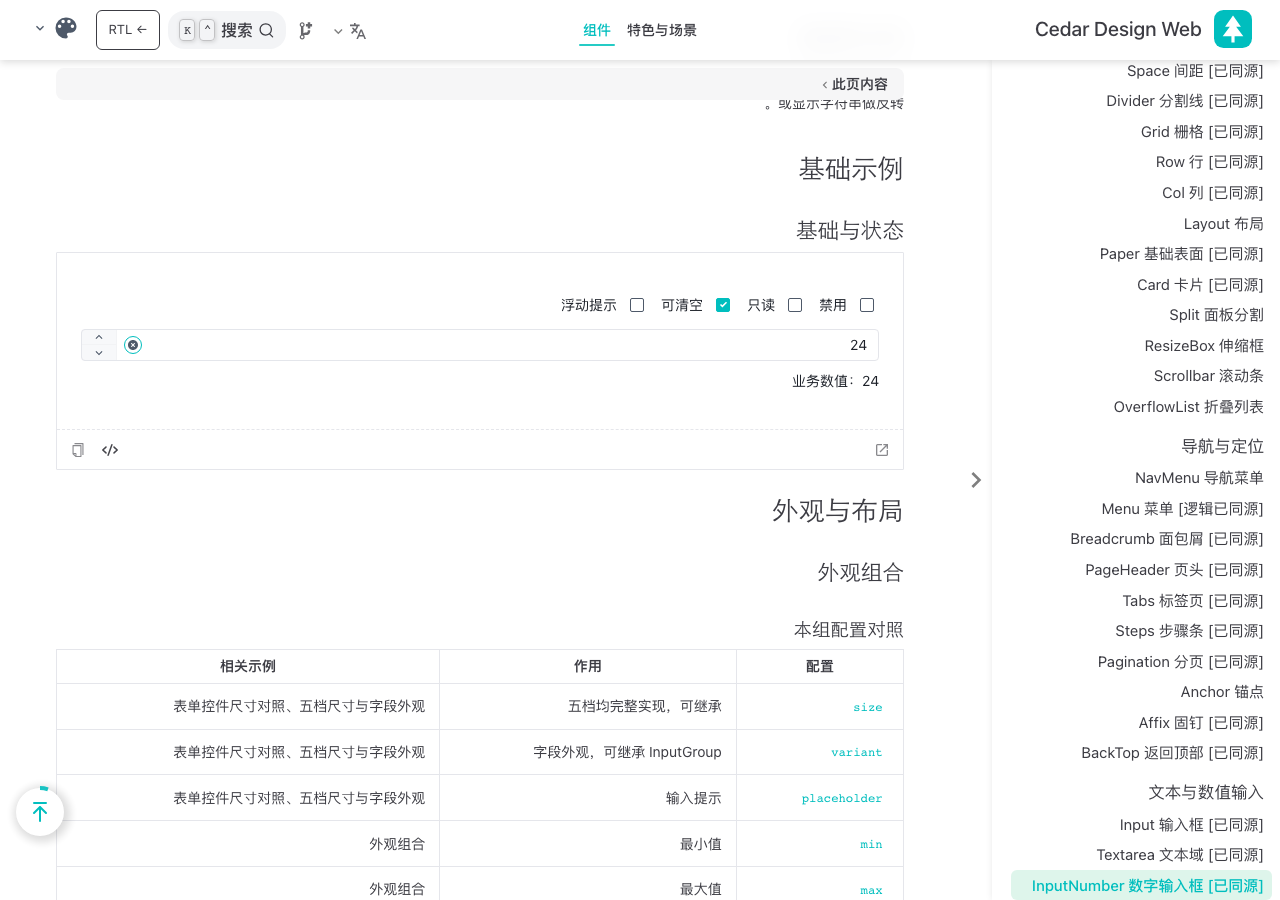 Cedar Design Web
组件
特色与场景
搜索
^
K
RTL ←
Space 间距 [已同源]
Divider 分割线 [已同源]
Grid 栅格 [已同源]
Row 行 [已同源]
Col 列 [已同源]
Layout 布局
Paper 基础表面 [已同源]
Card 卡片 [已同源]
Split 面板分割
ResizeBox 伸缩框
Scrollbar 滚动条
OverflowList 折叠列表
导航与定位
NavMenu 导航菜单
Menu 菜单 [逻辑已同源]
Breadcrumb 面包屑 [已同源]
PageHeader 页头 [已同源]
Tabs 标签页 [已同源]
Steps 步骤条 [已同源]
Pagination 分页 [已同源]
Anchor 锚点
Affix 固钉 [已同源]
BackTop 返回顶部 [已同源]
文本与数值输入
Input 输入框 [已同源]
Textarea 文本域 [已同源]
InputNumber 数字输入框 [已同源]
此页内容
或显示字符串做反转。
基础示例
基础与状态
禁用
只读
可清空
浮动提示
24
业务数值：24
外观与布局
外观组合
本组配置对照
配置 作用 相关示例
size 五档均完整实现，可继承 表单控件尺寸对照、五档尺寸与字段外观
variant 字段外观，可继承 InputGroup 表单控件尺寸对照、五档尺寸与字段外观
placeholder 输入提示 表单控件尺寸对照、五档尺寸与字段外观
min 最小值 外观组合
max 最大值 外观组合